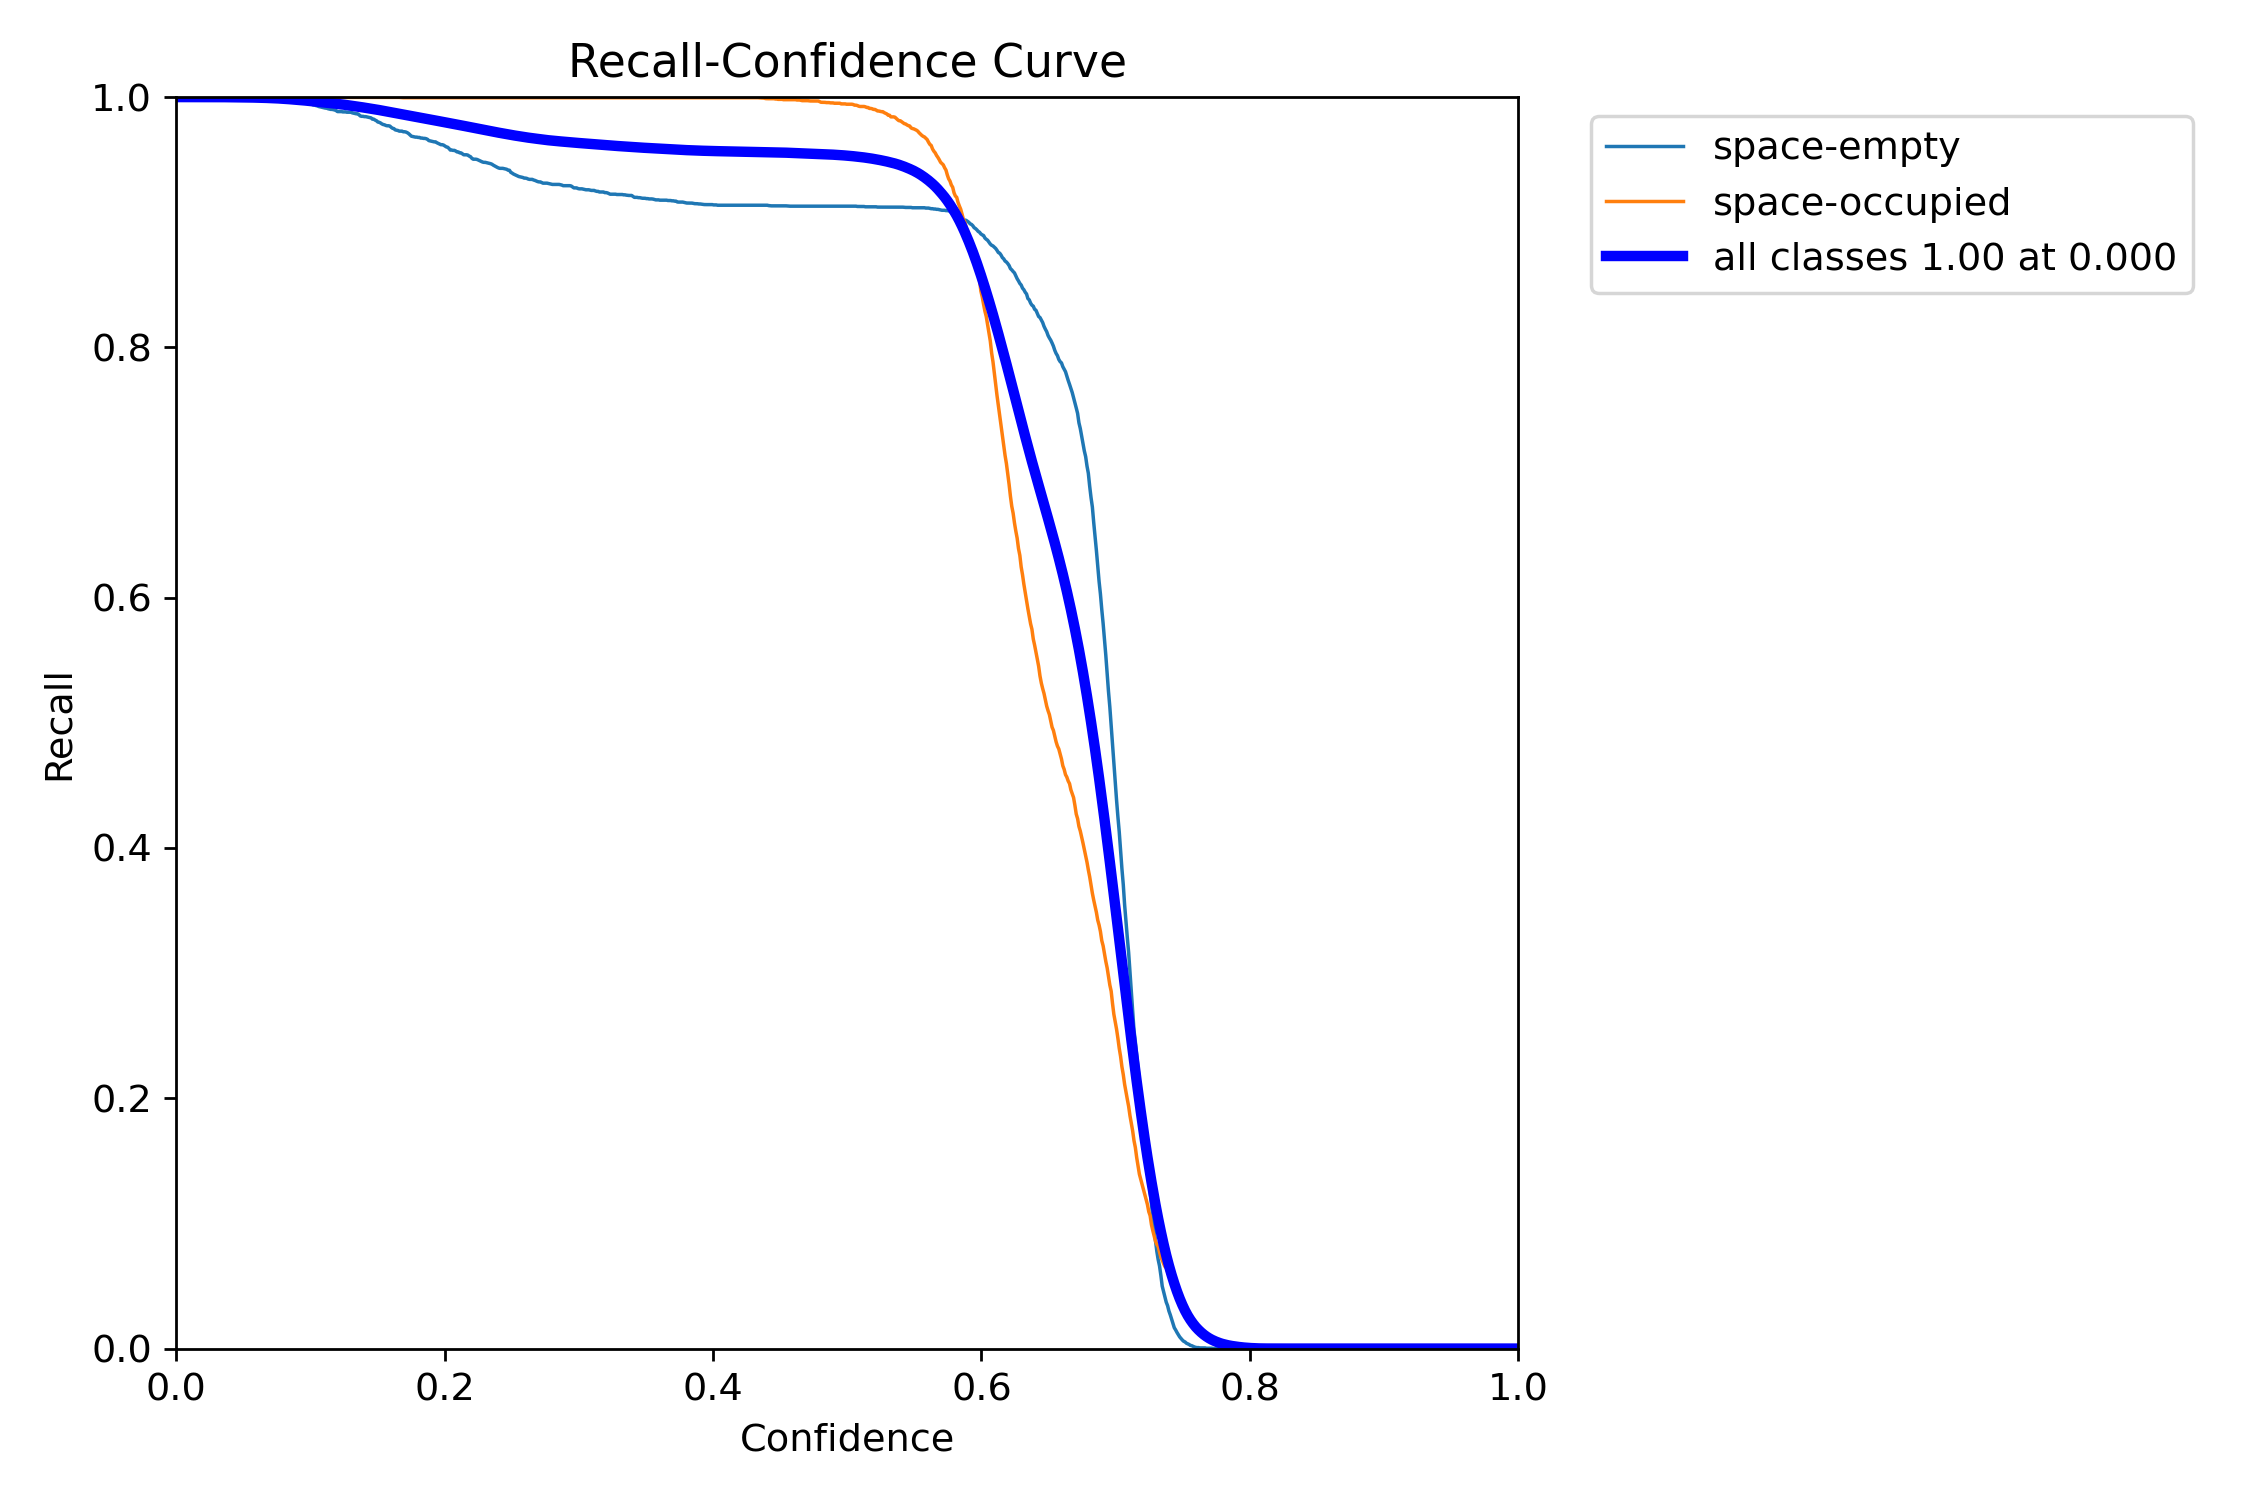 Recall-Confidence Curve
1.0
0.8
0.6
0.4
0.2
0.0
Recall
0.0 0.2 0.4 0.6 0.8 1.0
Confidence
space-empty
space-occupied
all classes 1.00 at 0.000